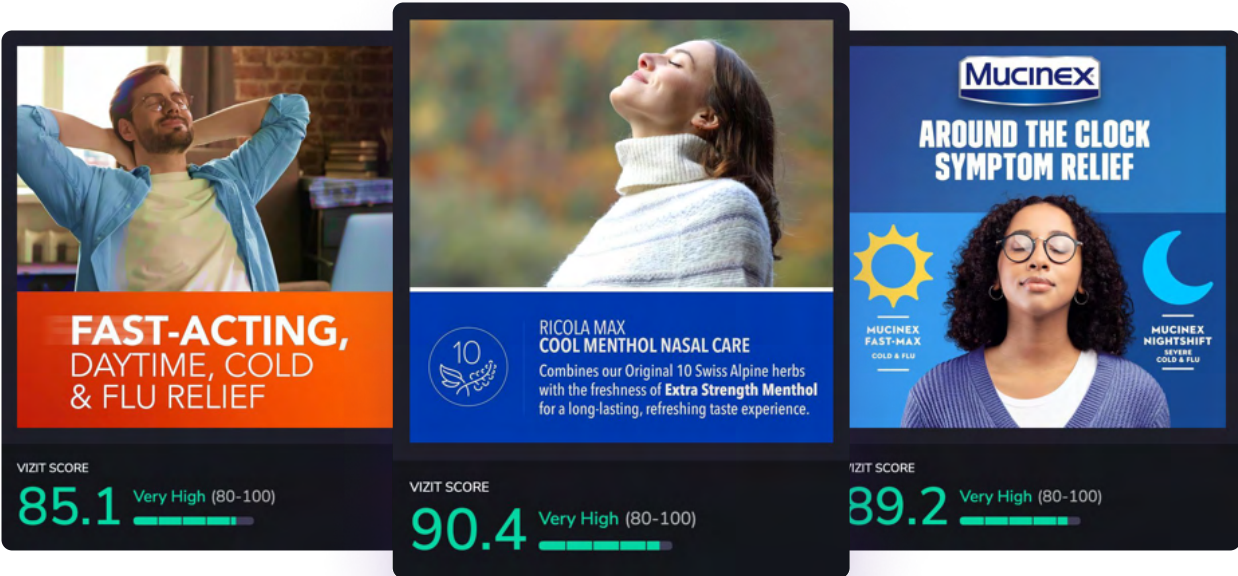 FAST-ACTING,
DAYTIME, COLD
& FLU RELIEF
VIZIT SCORE
85.1
Very High (80-100)
10
RICOLA MAX
COOL MENTHOL NASAL CARE
Combines our Original 10 Swiss Alpine herbs
with the freshness of Extra Strength Menthol
for a long-lasting, refreshing taste experience.
VIZIT SCORE
90.4
Very High (80-100)
Mucinex
AROUND THE CLOCK
SYMPTOM RELIEF
MUCINEX
FAST-MAX
COLD & FLU
MUCINEX
NIGHTSHIFT
SEVERE
COLD & FLU
VIZIT SCORE
89.2
Very High (80-100)